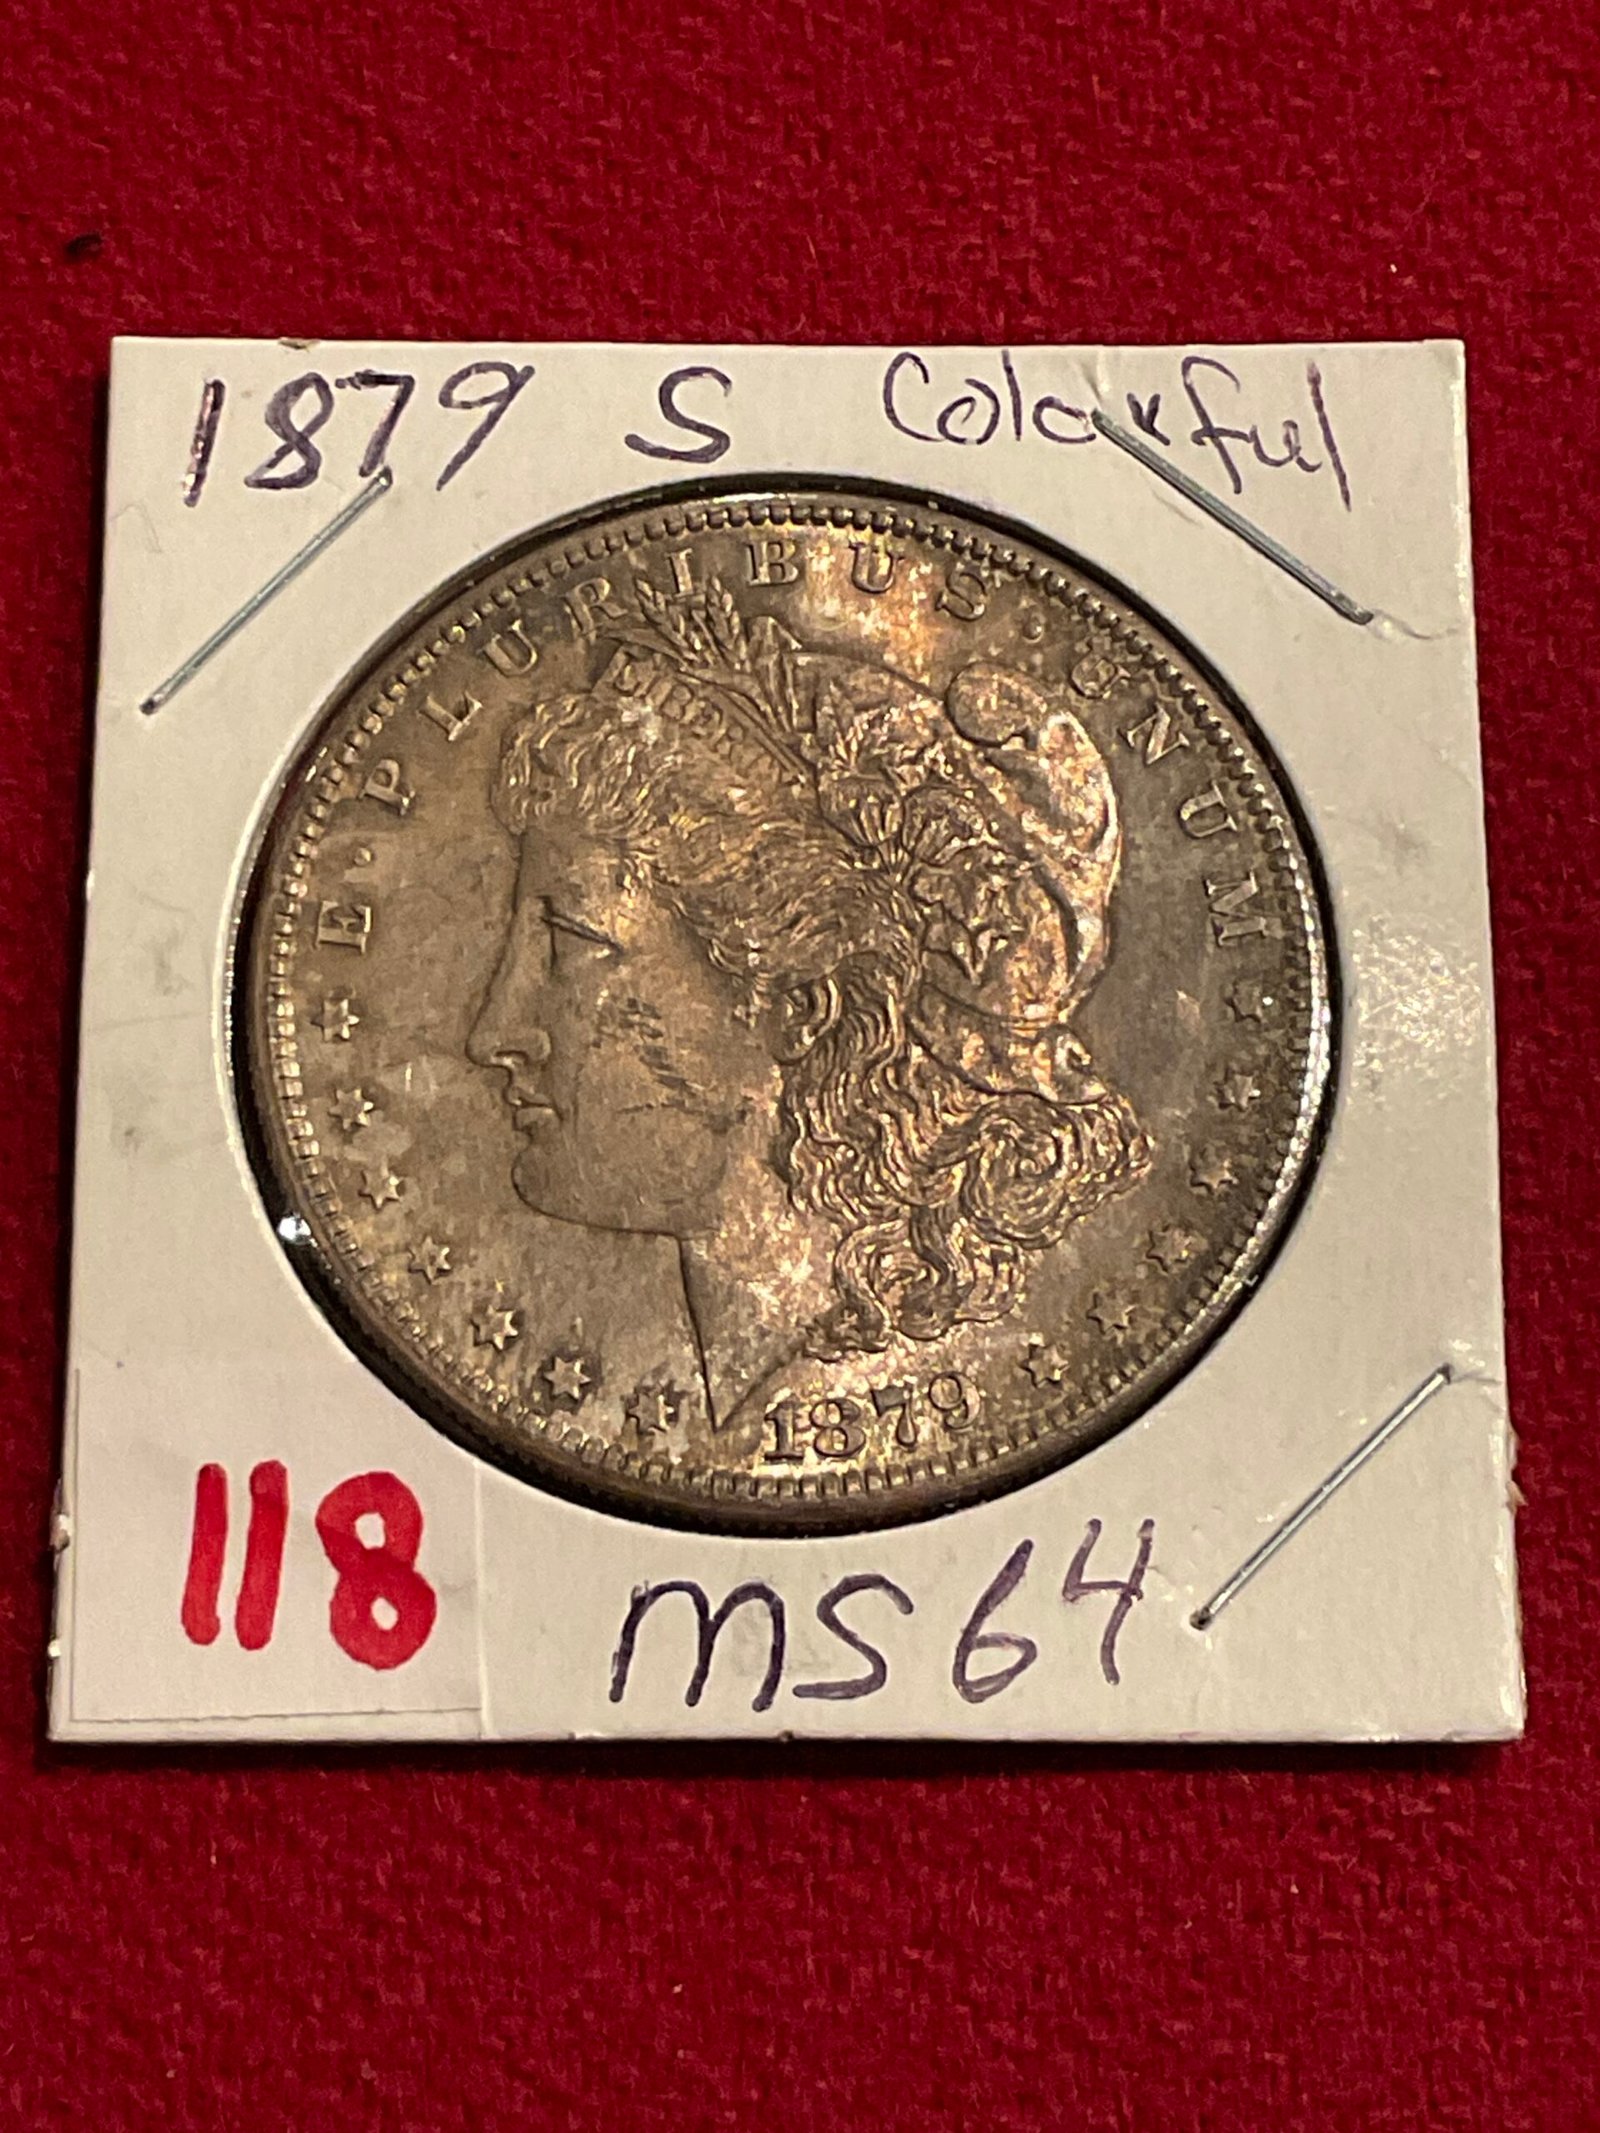 1879 S Colorful
E · PLURIBUS · UNUM
LIBERTY
1879
118
MS64